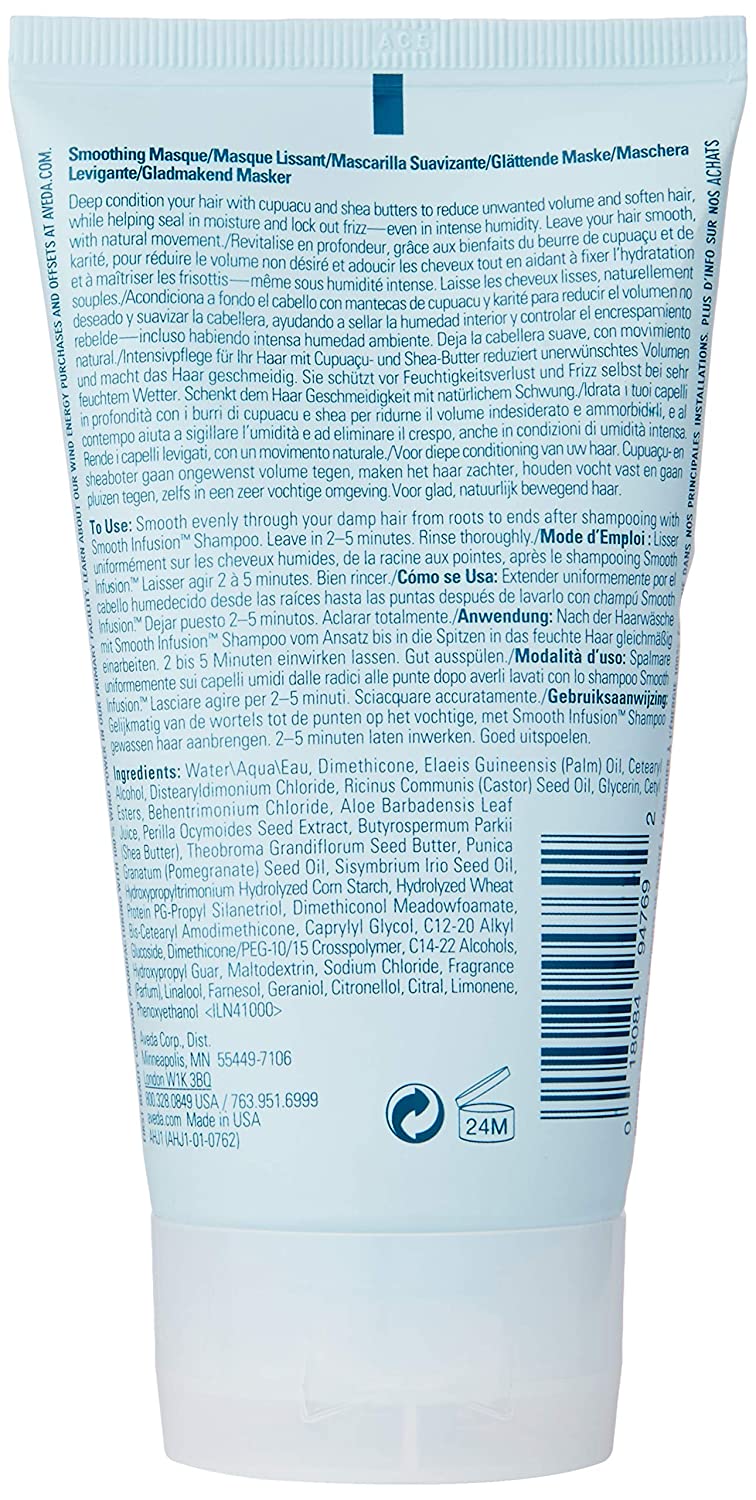 ACE
Smoothing Masque/Masque Lissant/Mascarilla Suavizante/Glättende Maske/Maschera
Levigante/Gladmakend Masker
Deep condition your hair with cupuacu and shea butters to reduce unwanted volume and soften hair,
while helping seal in moisture and lock out frizz—even in intense humidity. Leave your hair smooth,
with natural movement./Revitalise en profondeur, grâce aux bienfaits du beurre de cupuaçu et de
karité, pour réduire le volume non désiré et adoucir les cheveux tout en aidant à fixer l'hydratation
et à maîtriser les frisottis—même sous humidité intense. Laisse les cheveux lisses, naturellement
souples./Acondiciona a fondo el cabello con mantecas de cupuacu y karité para reducir el volumen no
deseado y suavizar la cabellera, ayudando a sellar la humedad interior y controlar el encrespamiento
rebelde—incluso habiendo intensa humedad ambiente. Deja la cabellera suave, con movimiento
natural./Intensivpflege für Ihr Haar mit Cupuaçu- und Shea-Butter reduziert unerwünschtes Volumen
und macht das Haar geschmeidig. Sie schützt vor Feuchtigkeitsverlust und Frizz selbst bei sehr
feuchtem Wetter. Schenkt dem Haar Geschmeidigkeit mit natürlichem Schwung./Idrata i tuoi capelli
in profondità con i burri di cupuacu e shea per ridurne il volume indesiderato e ammorbidirli, e al
contempo aiuta a sigillare l'umidità e ad eliminare il crespo, anche in condizioni di umidità intensa.
Rende i capelli levigati, con un movimento naturale./Voor diepe conditioning van uw haar. Cupuaçu-en
sheaboter gaan ongewenst volume tegen, maken het haar zachter, houden vocht vast en gaan
pluizen tegen, zelfs in een zeer vochtige omgeving. Voor glad, natuurlijk bewegend haar.
To Use: Smooth evenly through your damp hair from roots to ends after shampooing with
Smooth Infusion™ Shampoo. Leave in 2–5 minutes. Rinse thoroughly./Mode d'Emploi : Lisser
uniformément sur les cheveux humides, de la racine aux pointes, après le shampooing Smooth
Infusion.™ Laisser agir 2 à 5 minutes. Bien rincer./Cómo se Usa: Extender uniformemente por el
cabello humedecido desde las raíces hasta las puntas después de lavarlo con champú Smooth
Infusion.™ Dejar puesto 2–5 minutos. Aclarar totalmente./Anwendung: Nach der Haarwäsche
mit Smooth Infusion™ Shampoo vom Ansatz bis in die Spitzen in das feuchte Haar gleichmäßig
einarbeiten. 2 bis 5 Minuten einwirken lassen. Gut ausspülen./Modalità d'uso: Spalmare
uniformemente sui capelli umidi dalle radici alle punte dopo averli lavati con lo shampoo Smooth
Infusion.™ Lasciare agire per 2–5 minuti. Sciacquare accuratamente./Gebruiksaanwijzing:
Gelijkmatig van de wortels tot de punten op het vochtige, met Smooth Infusion™ Shampoo
gewassen haar aanbrengen. 2–5 minuten laten inwerken. Goed uitspoelen.
Ingredients: Water\Aqua\Eau, Dimethicone, Elaeis Guineensis (Palm) Oil, Cetearyl
Alcohol, Distearyldimonium Chloride, Ricinus Communis (Castor) Seed Oil, Glycerin, Cetyl
Esters, Behentrimonium Chloride, Aloe Barbadensis Leaf
Juice, Perilla Ocymoides Seed Extract, Butyrospermum Parkii
(Shea Butter), Theobroma Grandiflorum Seed Butter, Punica
Granatum (Pomegranate) Seed Oil, Sisymbrium Irio Seed Oil,
Hydroxypropyltrimonium Hydrolyzed Corn Starch, Hydrolyzed Wheat
Protein PG-Propyl Silanetriol, Dimethiconol Meadowfoamate,
Bis-Cetearyl Amodimethicone, Caprylyl Glycol, C12-20 Alkyl
Glucoside, Dimethicone/PEG-10/15 Crosspolymer, C14-22 Alcohols,
Hydroxypropyl Guar, Maltodextrin, Sodium Chloride, Fragrance
(Parfum), Linalool, Farnesol, Geraniol, Citronellol, Citral, Limonene,
Phenoxyethanol <ILN41000>
Aveda Corp., Dist.
Minneapolis, MN 55449-7106
London W1K 3BQ
800.328.0849 USA / 763.951.6999
aveda.com Made in USA
AHJ1 (AHJ1-01-0762)
24M
0 18084 94769 2
LEARN ABOUT OUR WIND ENERGY PURCHASES AND OFFSETS AT AVEDA.COM.
DANS NOS PRINCIPALES INSTALLATIONS. PLUS D'INFO SUR NOS ACHATS